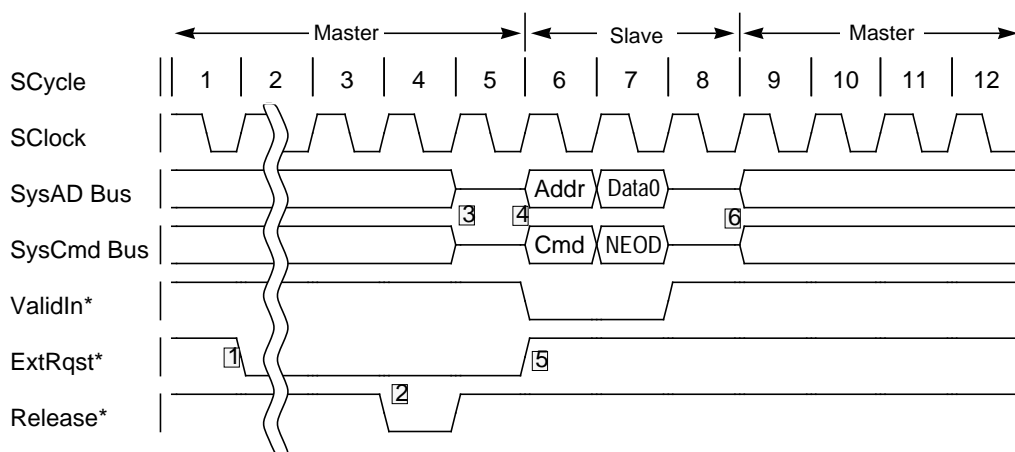 Master Slave Master
SCycle 1 2 3 4 5 6 7 8 9 10 11 12
SClock
SysAD Bus Addr Data0
3 4 6
SysCmd Bus Cmd NEOD
ValidIn*
ExtRqst* 1 5
2
Release*